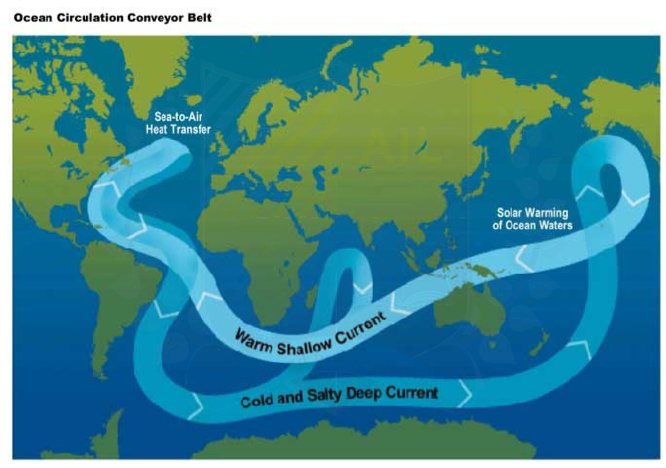 Ocean Circulation Conveyor Belt
Sea-to-Air
Heat Transfer
Solar Warming
of Ocean Waters
Warm Shallow Current
Cold and Salty Deep Current